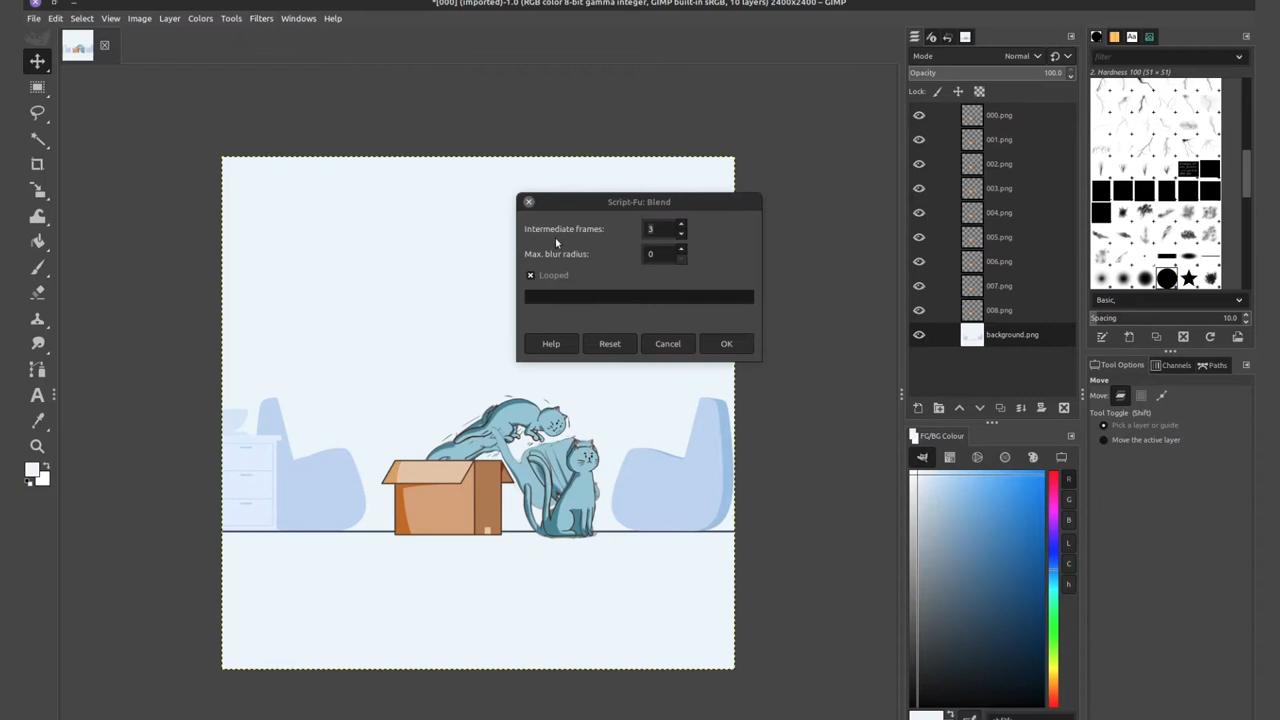 *[000] (imported)-1.0 (RGB color 8-bit gamma integer, GIMP built-in sRGB, 10 layers) 2400x2400 – GIMP
File Edit Select View Image Layer Colors Tools Filters Windows Help
Mode Normal
Opacity 100.0
Lock:
000.png
001.png
002.png
003.png
004.png
005.png
006.png
007.png
008.png
background.png
filter
2. Hardness 100 (51 × 51)
Basic,
Spacing 10.0
Tool Options Channels Paths
Move
Move:
Tool Toggle (Shift)
Pick a layer or guide
Move the active layer
FG/BG Colour
R
G
B
L
C
h
Script-Fu: Blend
Intermediate frames: 3
Max. blur radius: 0
Looped
Help Reset Cancel OK